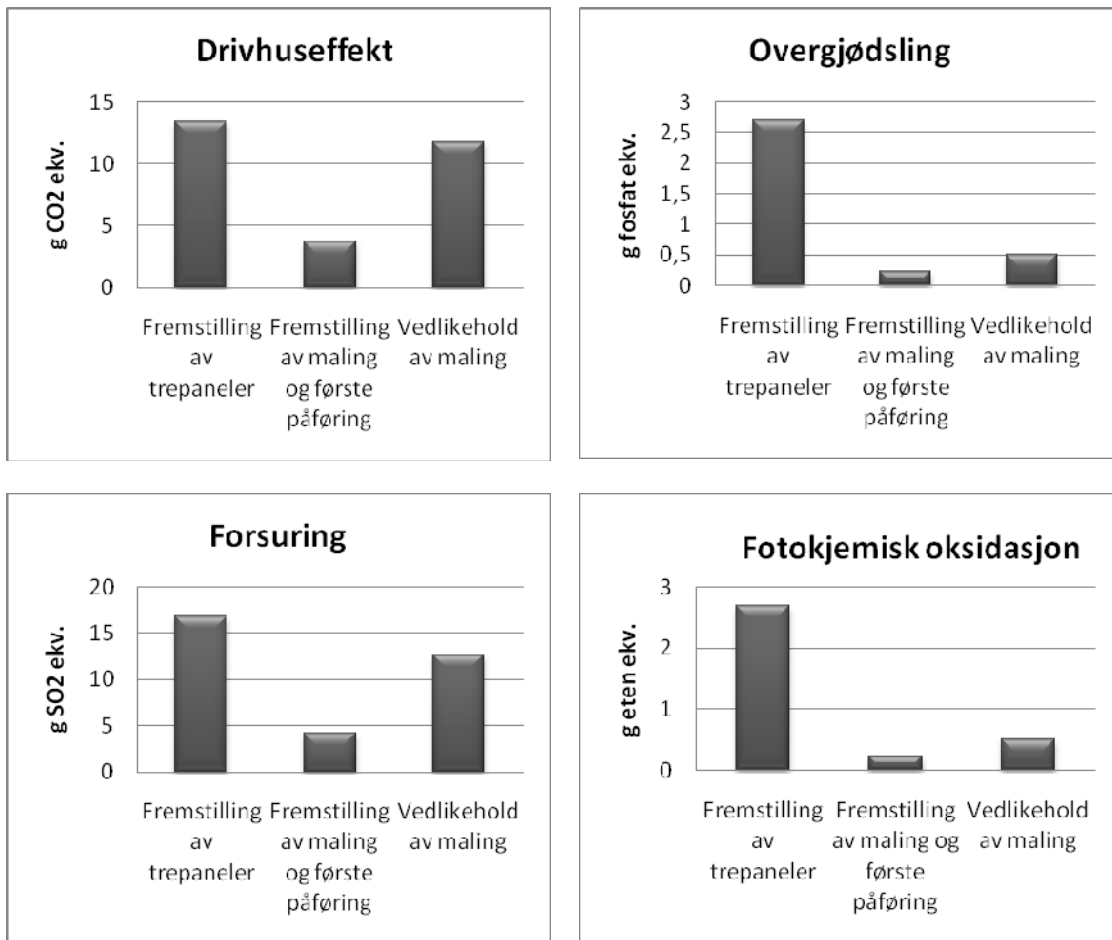 Drivhuseffekt
g CO2 ekv.
15
10
5
0
Fremstilling
av
trepaneler
Fremstilling
av maling
og første
påføring
Vedlikehold
av maling
Overgjødsling
g fosfat ekv.
3
2,5
2
1,5
1
0,5
0
Fremstilling
av
trepaneler
Fremstilling
av maling
og første
påføring
Vedlikehold
av maling
Forsuring
g SO2 ekv.
20
15
10
5
0
Fremstilling
av
trepaneler
Fremstilling
av maling
og første
påføring
Vedlikehold
av maling
Fotokjemisk oksidasjon
g eten ekv.
3
2
1
0
Fremstilling
av
trepaneler
Fremstilling
av maling og
første
påføring
Vedlikehold
av maling